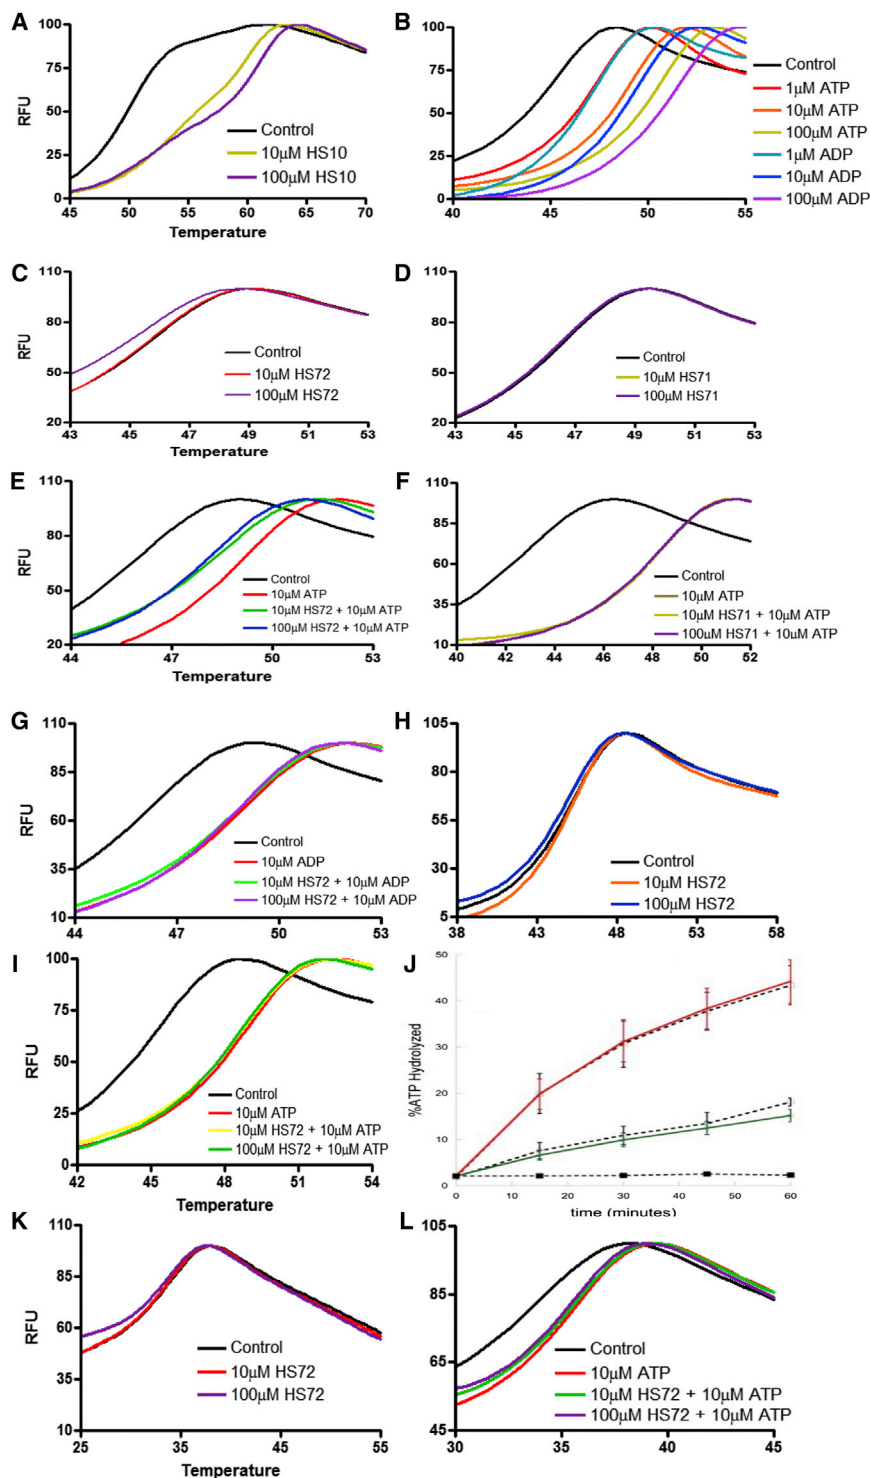 A
RFU
100
75
50
25
0
Control
10μM HS10
100μM HS10
45 50 55 60 65 70
Temperature
B
100
75
50
25
0
40 45 50 55
Control
1μM ATP
10μM ATP
100μM ATP
1μM ADP
10μM ADP
100μM ADP
C
RFU
110
80
50
20
Control
10μM HS72
100μM HS72
43 45 47 49 51 53
Temperature
D
110
80
50
20
Control
10μM HS71
100μM HS71
43 45 47 49 51 53
E
RFU
110
80
50
20
Control
10μM ATP
10μM HS72 + 10μM ATP
100μM HS72 + 10μM ATP
44 47 50 53
Temperature
F
110
85
60
35
10
Control
10μM ATP
10μM HS71 + 10μM ATP
100μM HS71 + 10μM ATP
40 42 44 46 48 50 52
G
RFU
110
85
60
35
10
Control
10μM ADP
10μM HS72 + 10μM ADP
100μM HS72 + 10μM ADP
44 47 50 53
H
105
80
55
30
5
Control
10μM HS72
100μM HS72
38 43 48 53 58
I
RFU
100
75
50
25
0
Control
10μM ATP
10μM HS72 + 10μM ATP
100μM HS72 + 10μM ATP
42 45 48 51 54
Temperature
J
%ATP Hydrolyzed
50
40
30
20
10
0
0 10 20 30 40 50 60
time (minutes)
K
RFU
110
85
60
35
10
Control
10μM HS72
100μM HS72
25 35 45 55
Temperature
L
105
85
65
45
Control
10μM ATP
10μM HS72 + 10μM ATP
100μM HS72 + 10μM ATP
30 35 40 45